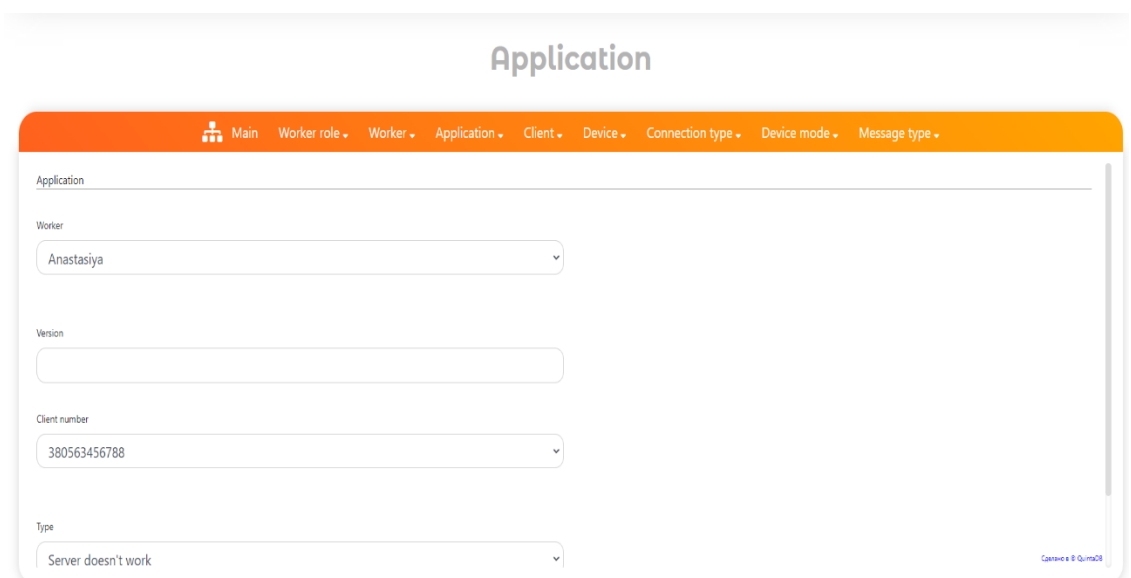 Application
Main Worker role Worker Application Client Device Connection type Device mode Message type
Application
Worker
Anastasiya
Version
Client number
380563456788
Type
Server doesn't work
Сделано в © QuintaDB